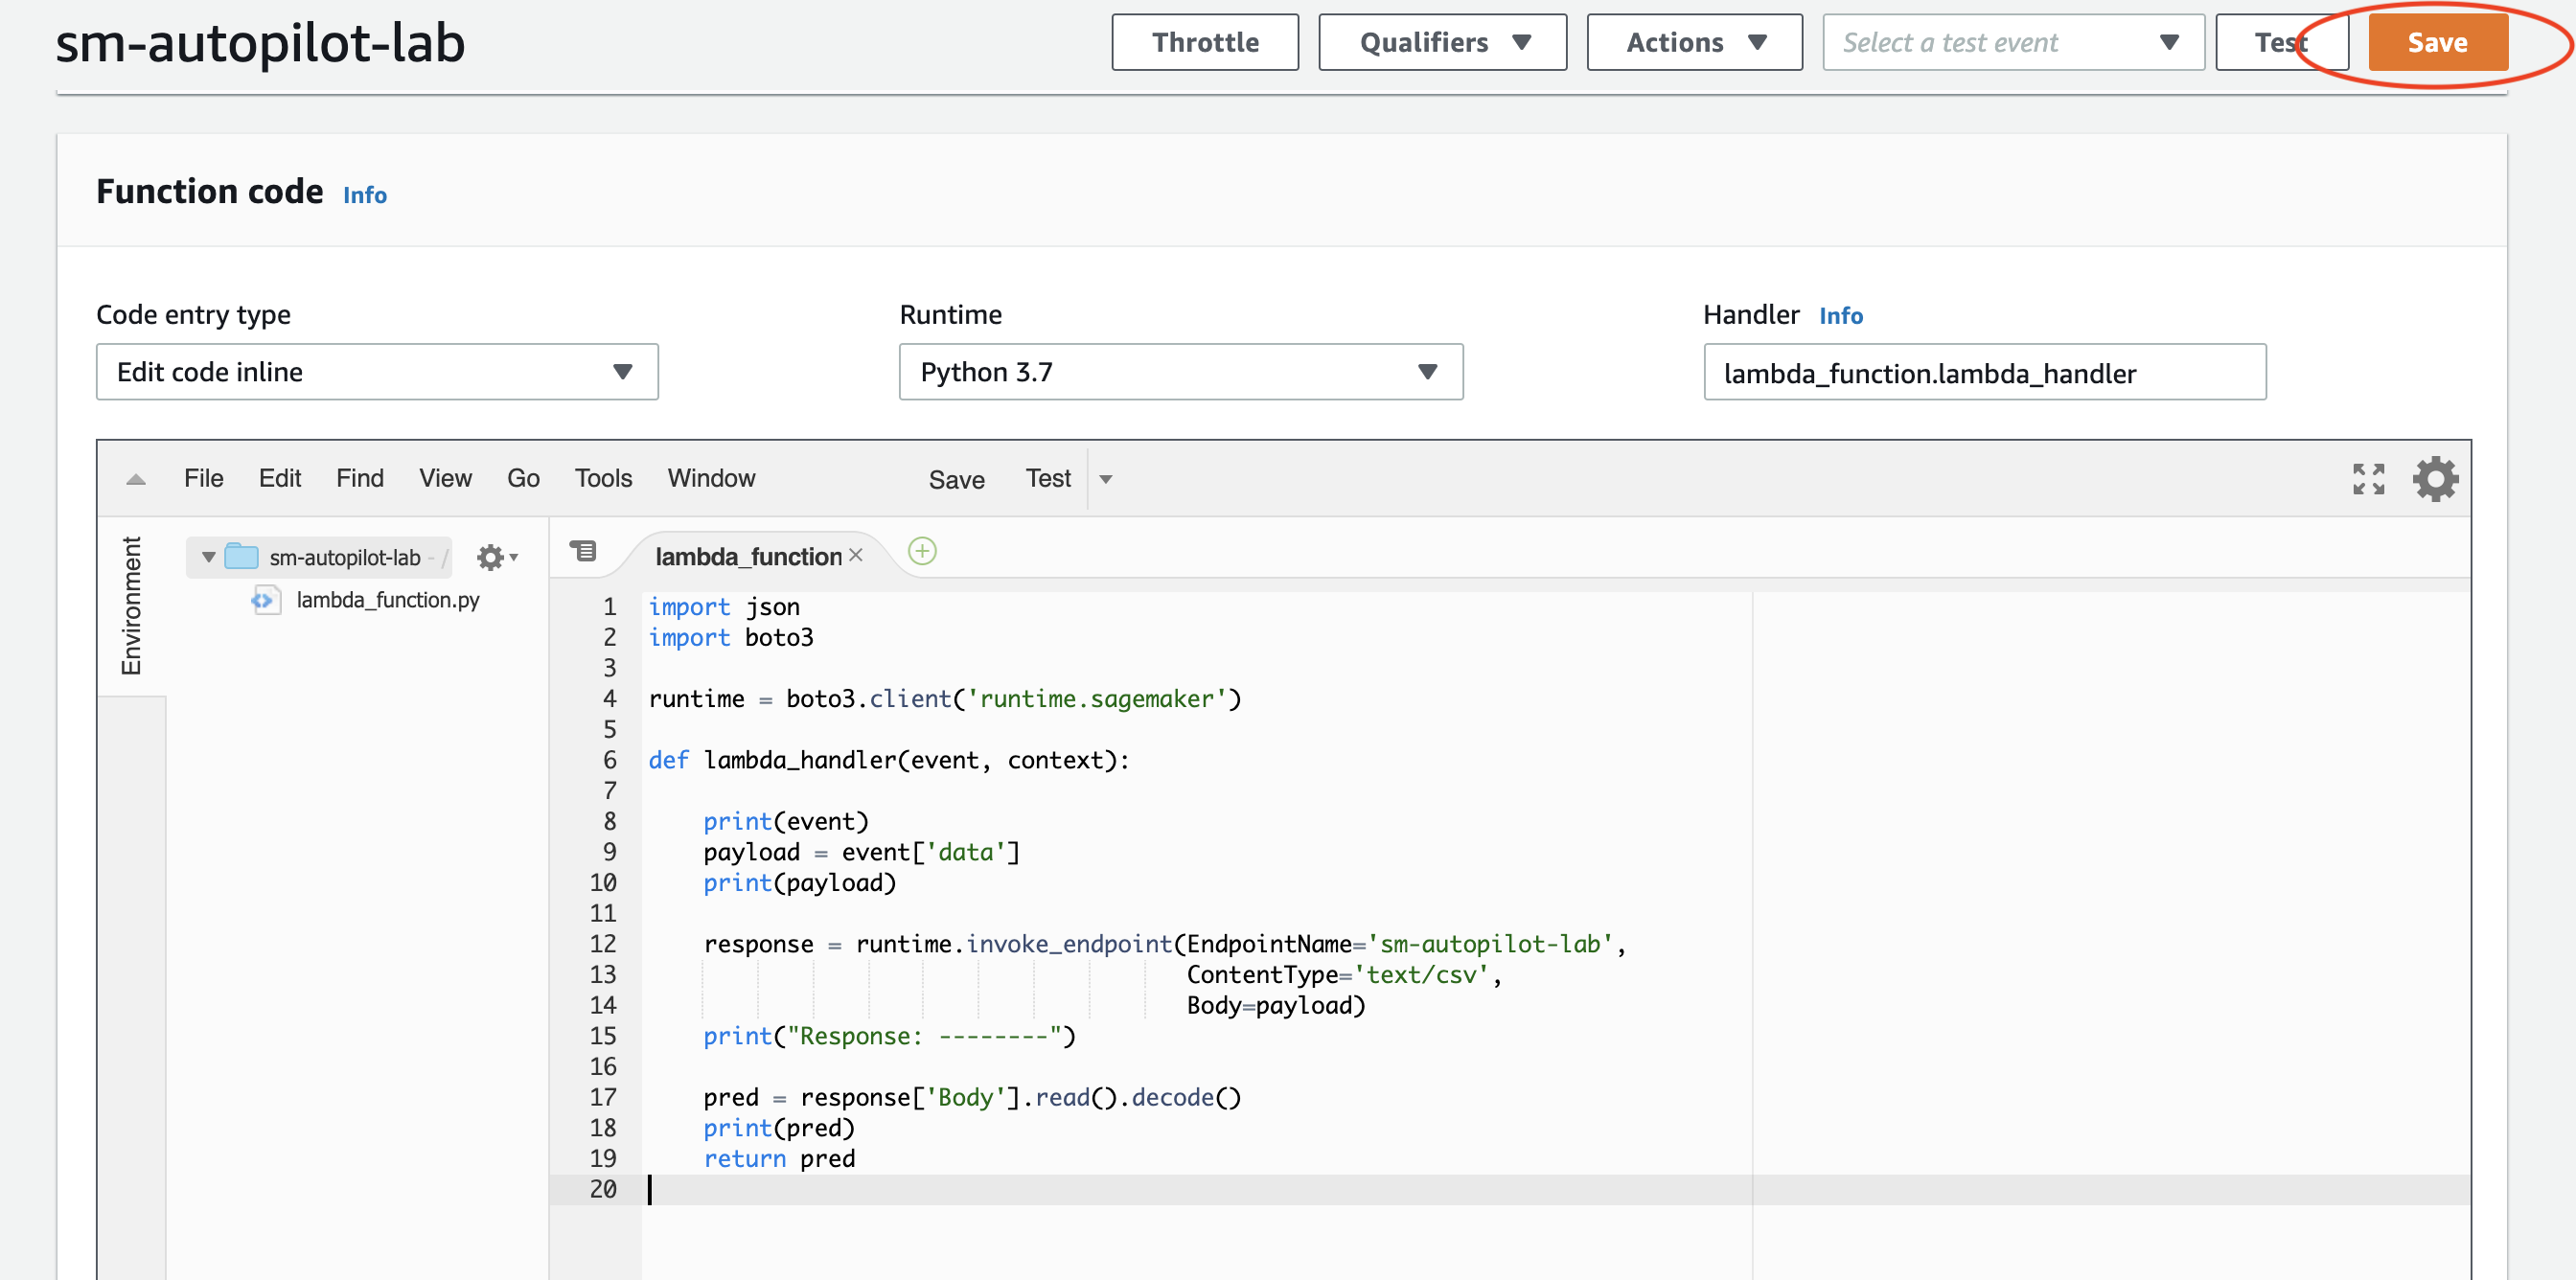 sm-autopilot-lab
Throttle
Qualifiers
Actions
Select a test event
Test
Save
Function code Info
Code entry type
Edit code inline
Runtime
Python 3.7
Handler Info
lambda_function.lambda_handler
File Edit Find View Go Tools Window Save Test
Environment
sm-autopilot-lab - /
lambda_function.py
lambda_function
1 import json
2 import boto3
3
4 runtime = boto3.client('runtime.sagemaker')
5
6 def lambda_handler(event, context):
7
8     print(event)
9     payload = event['data']
10     print(payload)
11
12     response = runtime.invoke_endpoint(EndpointName='sm-autopilot-lab',
13                                        ContentType='text/csv',
14                                        Body=payload)
15     print("Response: --------")
16
17     pred = response['Body'].read().decode()
18     print(pred)
19     return pred
20